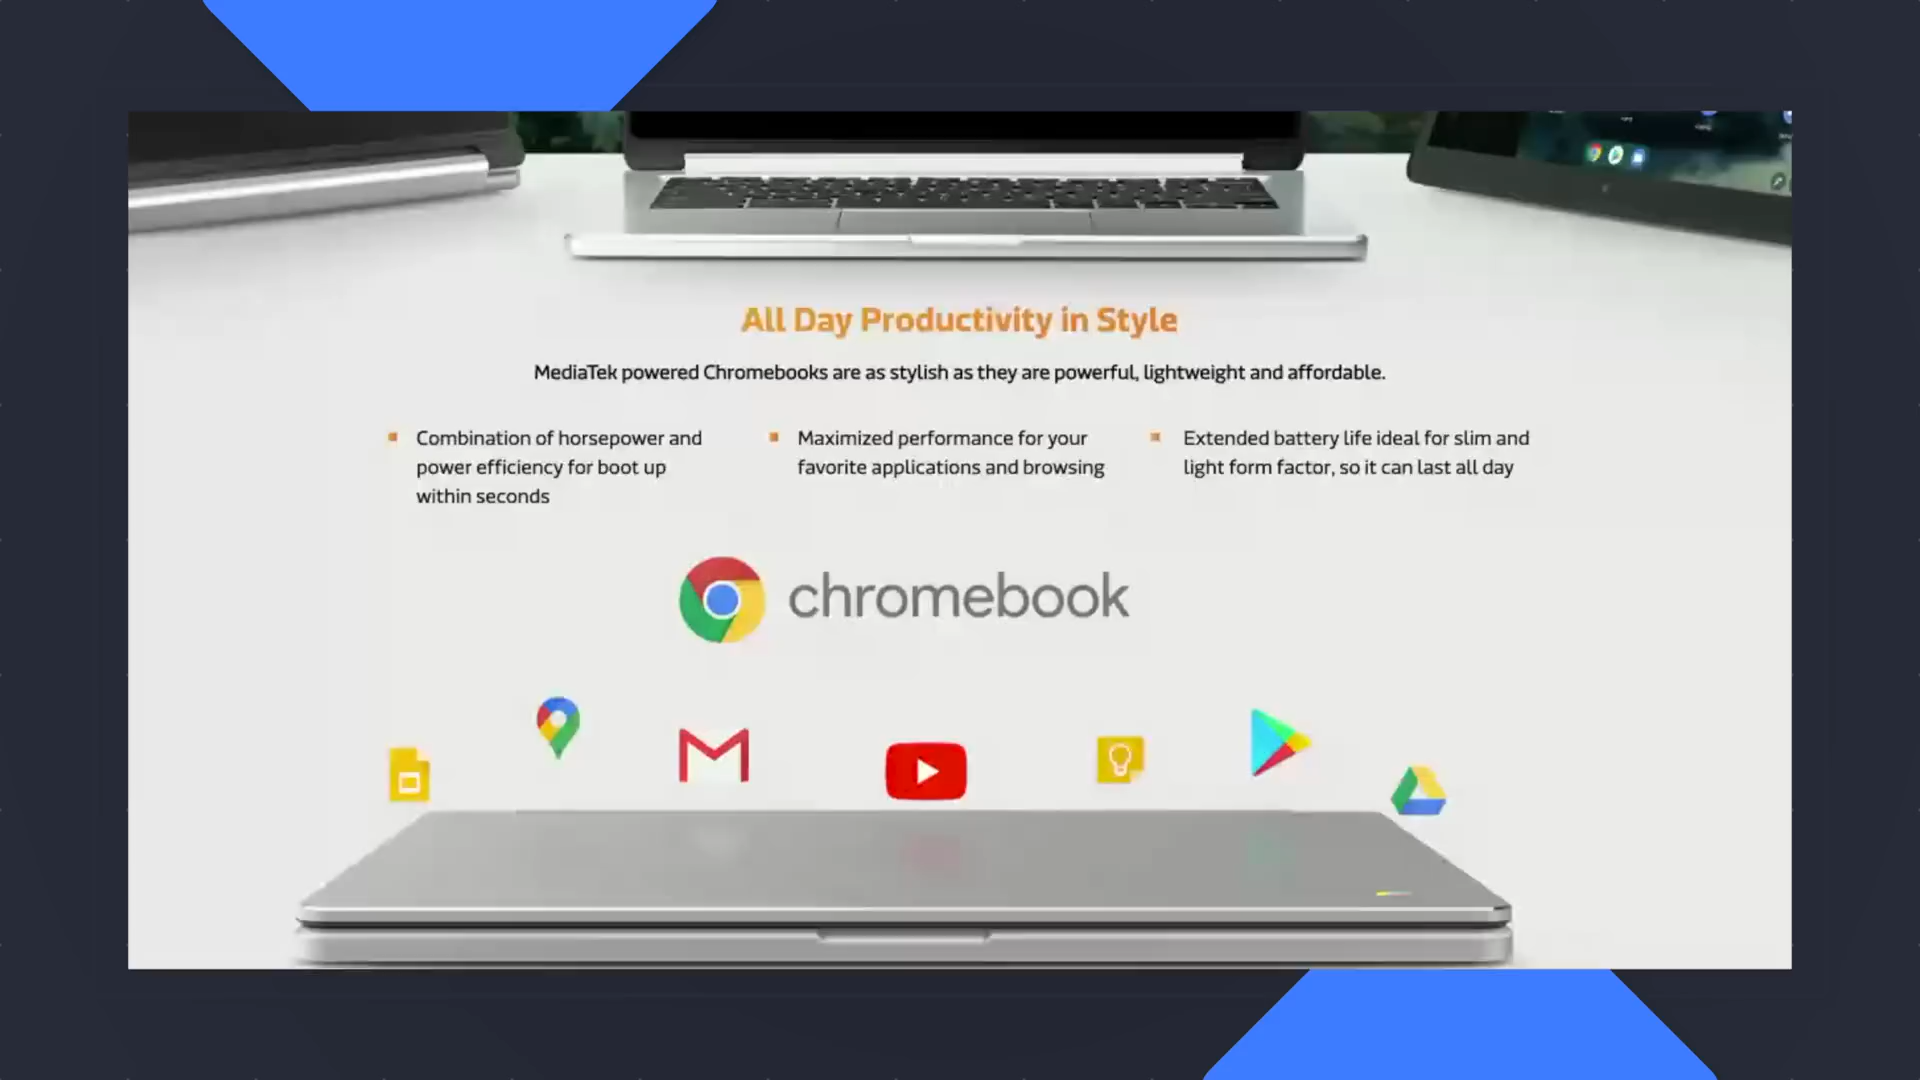 All Day Productivity in Style
MediaTek powered Chromebooks are as stylish as they are powerful, lightweight and affordable.
Combination of horsepower and
power efficiency for boot up
within seconds
Maximized performance for your
favorite applications and browsing
Extended battery life ideal for slim and
light form factor, so it can last all day
chromebook